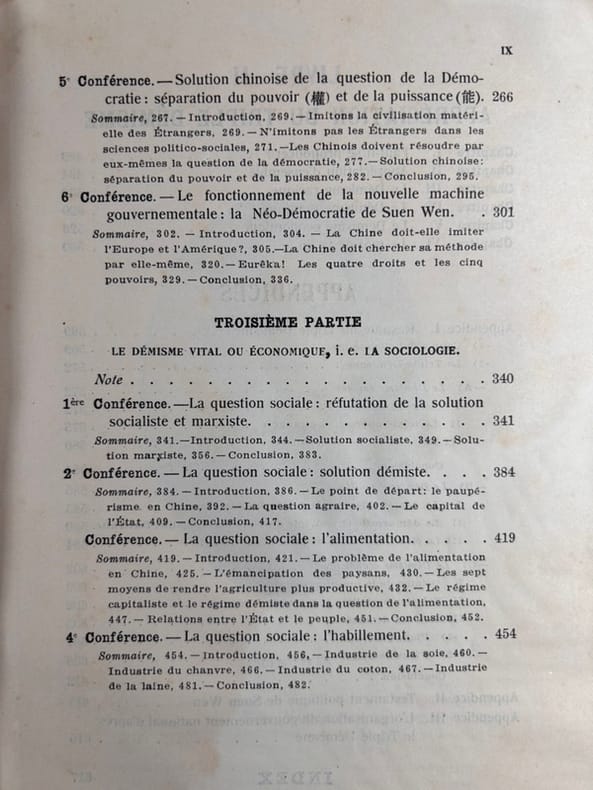 IX
5e Conférence.—Solution chinoise de la question de la Démo-
cratie : séparation du pouvoir (權) et de la puissance (能). 266
Sommaire, 267. — Introduction, 269. — Imitons la civilisation matéri-
elle des Étrangers, 269. — N'imitons pas les Étrangers dans les
sciences politico-sociales, 271. — Les Chinois doivent résoudre par
eux-mêmes la question de la démocratie, 277. — Solution chinoise:
séparation du pouvoir et de la puissance, 282. — Conclusion, 295.
6e Conférence. — Le fonctionnement de la nouvelle machine
gouvernementale : la Néo-Démocratie de Suen Wen. . 301
Sommaire, 302. — Introduction, 304. — La Chine doit-elle imiter
l'Europe et l'Amérique?, 305.—La Chine doit chercher sa méthode
par elle-même, 320. — Eurêka! Les quatre droits et les cinq
pouvoirs, 329. — Conclusion, 336.
TROISIÈME PARTIE
LE DÉMISME VITAL OU ÉCONOMIQUE, i. e. LA SOCIOLOGIE.
Note . . . . . . . . . . . . . . . . . . 340
1ère Conférence.—La question sociale : réfutation de la solution
socialiste et marxiste. . . . . . . . . . . . 341
Sommaire, 341.—Introduction, 344. — Solution socialiste, 349. — Solu-
tion marxiste, 356. — Conclusion, 383.
2e Conférence. — La question sociale : solution démiste. . . . 384
Sommaire, 384. — Introduction, 386. — Le point de départ: le paupé-
risme en Chine, 392. — La question agraire, 402. — Le capital de
l'État, 409. — Conclusion, 417.
Conférence. — La question sociale : l'alimentation. . . . . 419
Sommaire, 419. — Introduction, 421. — Le problème de l'alimentation
en Chine, 425. — L'émancipation des paysans, 430. — Les sept
moyens de rendre l'agriculture plus productive, 432. — Le régime
capitaliste et le régime démiste dans la question de l'alimentation,
447. — Relations entre l'État et le peuple, 451. — Conclusion, 452.
4e Conférence. — La question sociale : l'habillement. . . . . 454
Sommaire, 454. — Introduction, 456, — Industrie de la soie, 460. —
Industrie du chanvre, 466. — Industrie du coton, 467. — Industrie
de la laine, 481. — Conclusion, 482.